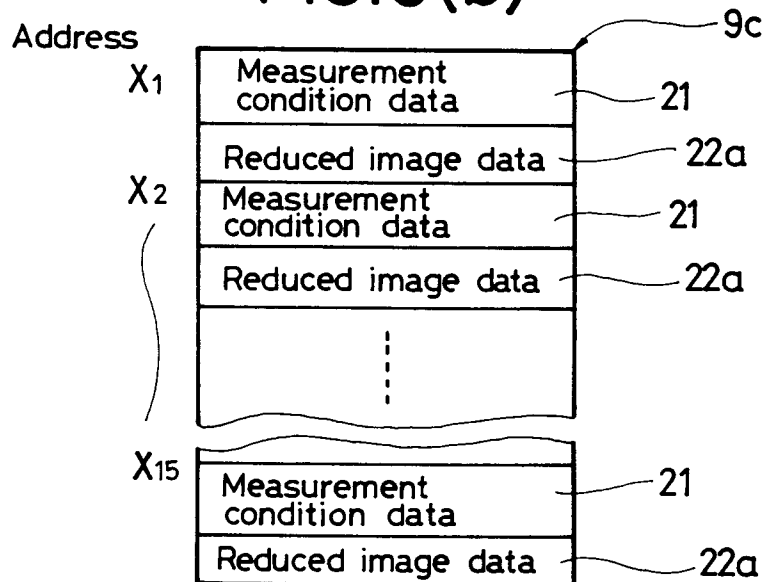 Address
9c
X1
Measurement
condition data
21
Reduced image data
22a
X2
Measurement
condition data
21
Reduced image data
22a
X15
Measurement
condition data
21
Reduced image data
22a